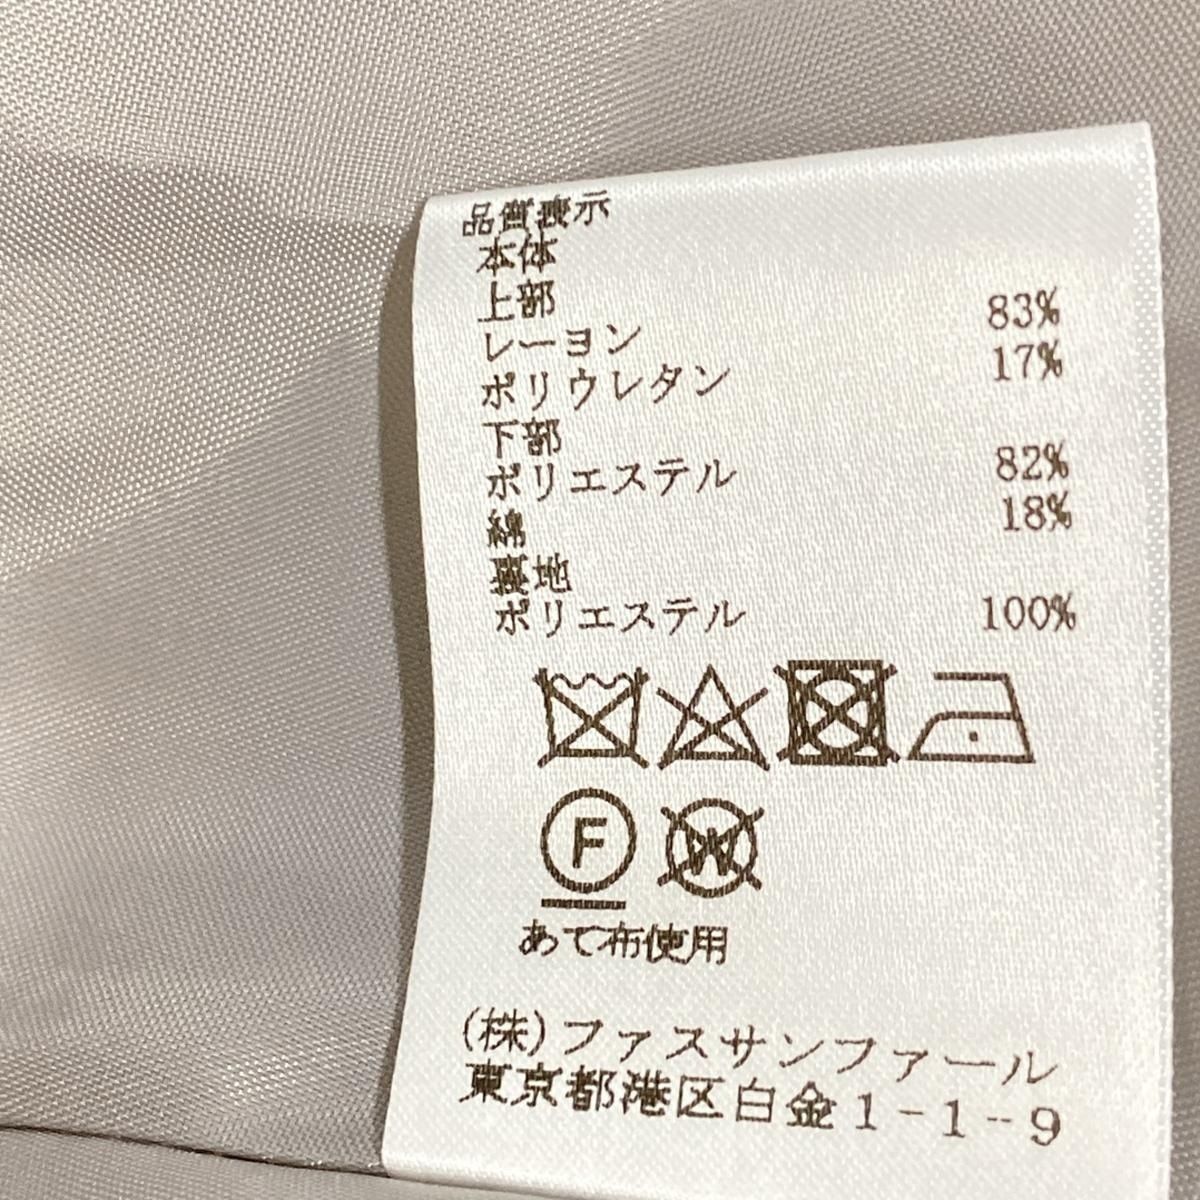 品質表示
本体
上部
レーヨン 83%
ポリウレタン 17%
下部
ポリエステル 82%
綿 18%
裏地
ポリエステル 100%
F W
あて布使用
(株)ファスサンファール
東京都港区白金1-1-9